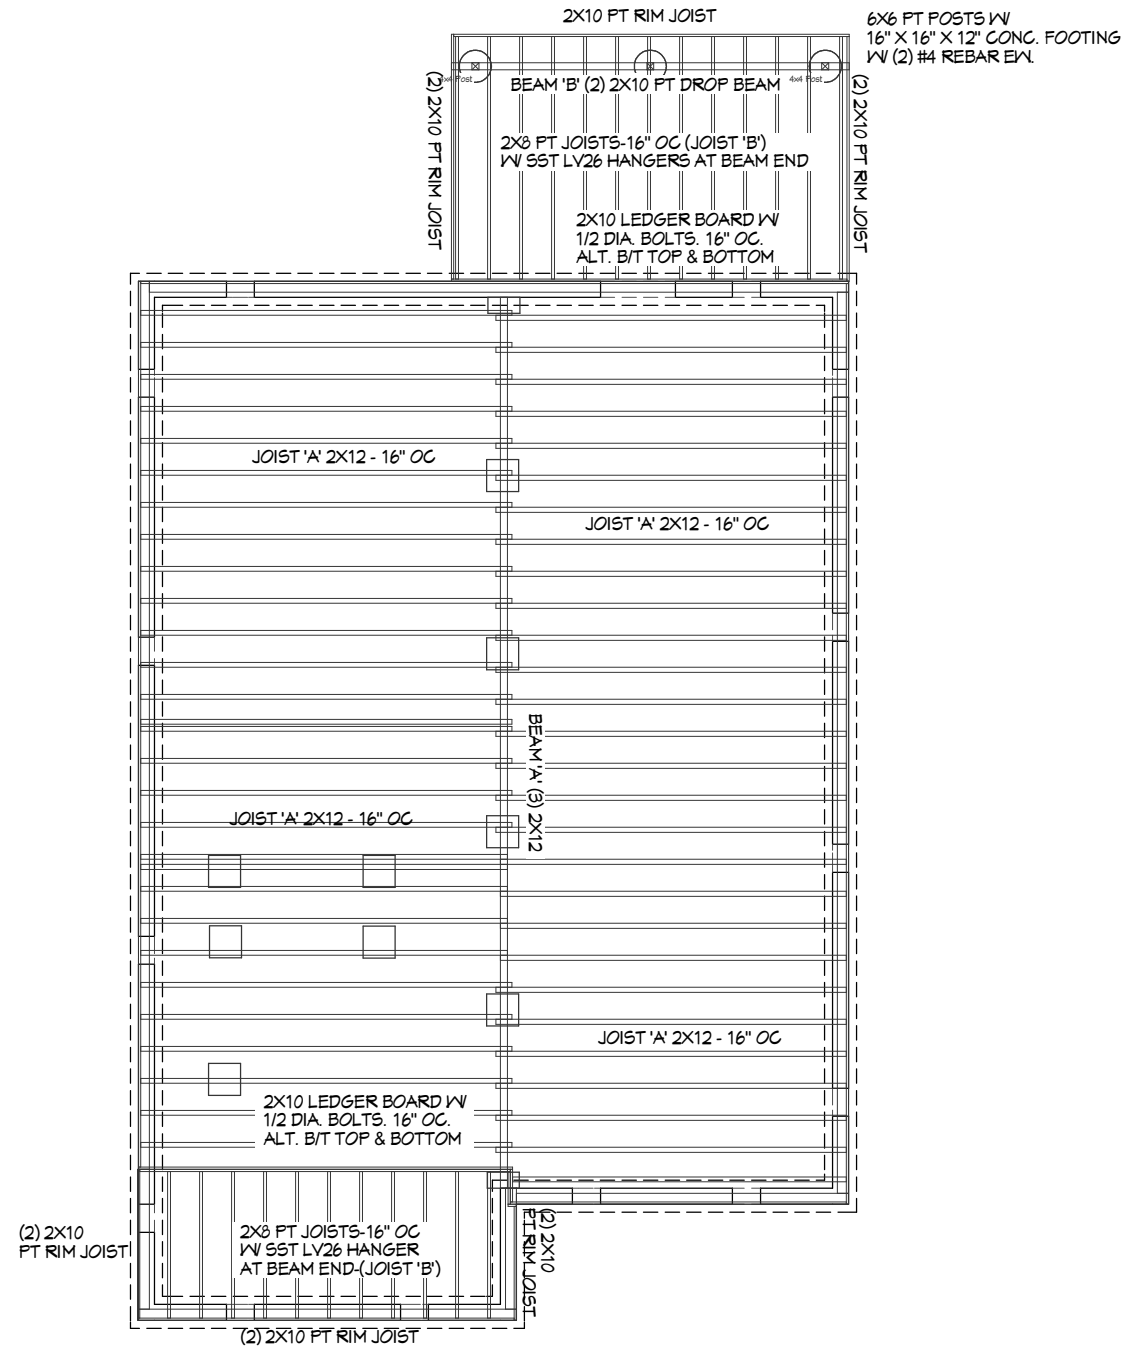 2X10 PT RIM JOIST
6X6 PT POSTS W/
16" X 16" X 12" CONC. FOOTING
W/ (2) #4 REBAR EW.
(2) 2X10 PT RIM JOIST
4x4 Post
4x4 Post
BEAM 'B' (2) 2X10 PT DROP BEAM
(2) 2X10 PT RIM JOIST
2X8 PT JOISTS-16" OC (JOIST 'B')
W/ SST LV26 HANGERS AT BEAM END
2X10 LEDGER BOARD W/
1/2 DIA. BOLTS. 16" OC.
ALT. B/T TOP & BOTTOM
JOIST 'A' 2X12 - 16" OC
JOIST 'A' 2X12 - 16" OC
BEAM 'A' (3) 2X12
JOIST 'A' 2X12 - 16" OC
JOIST 'A' 2X12 - 16" OC
2X10 LEDGER BOARD W/
1/2 DIA. BOLTS. 16" OC.
ALT. B/T TOP & BOTTOM
(2) 2X10
PT RIM JOIST
2X8 PT JOISTS-16" OC
W/ SST LV26 HANGER
AT BEAM END-(JOIST 'B')
(2) 2X10
PT RIM JOIST
(2) 2X10 PT RIM JOIST